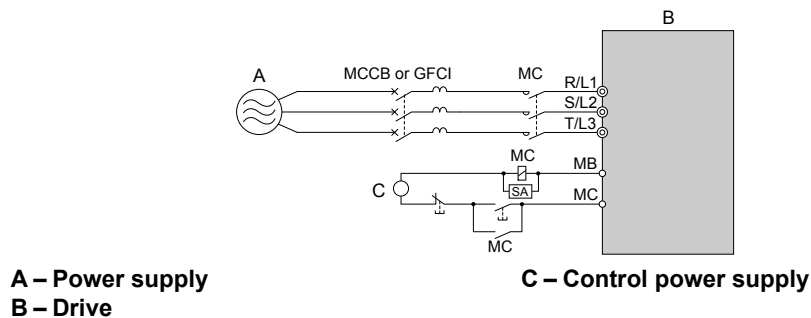 B
A
MCCB or GFCI
MC
R/L1
S/L2
T/L3
MC
MB
C
SA
MC
MC
A – Power supply
B – Drive
C – Control power supply